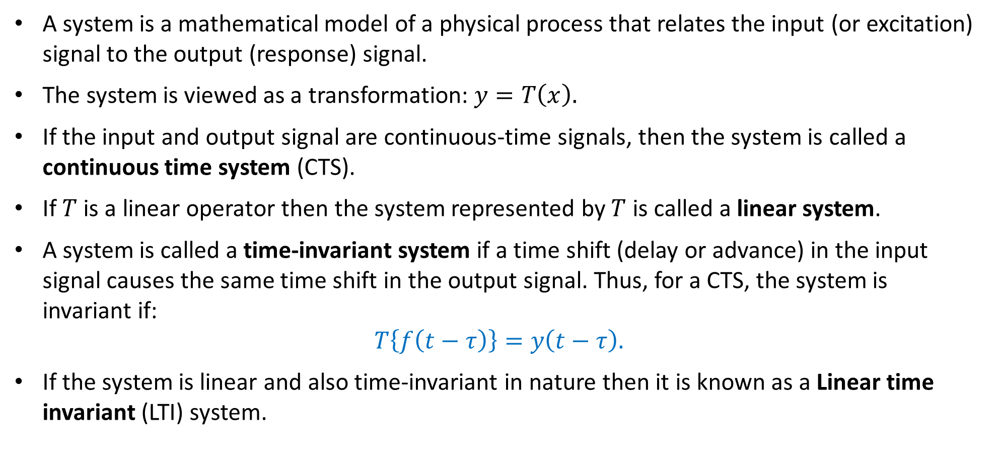 • A system is a mathematical model of a physical process that relates the input (or excitation)
signal to the output (response) signal.
• The system is viewed as a transformation: y = T(x).
• If the input and output signal are continuous-time signals, then the system is called a
continuous time system (CTS).
• If T is a linear operator then the system represented by T is called a linear system.
• A system is called a time-invariant system if a time shift (delay or advance) in the input
signal causes the same time shift in the output signal. Thus, for a CTS, the system is
invariant if:
T{f(t − τ)} = y(t − τ).
• If the system is linear and also time-invariant in nature then it is known as a Linear time
invariant (LTI) system.